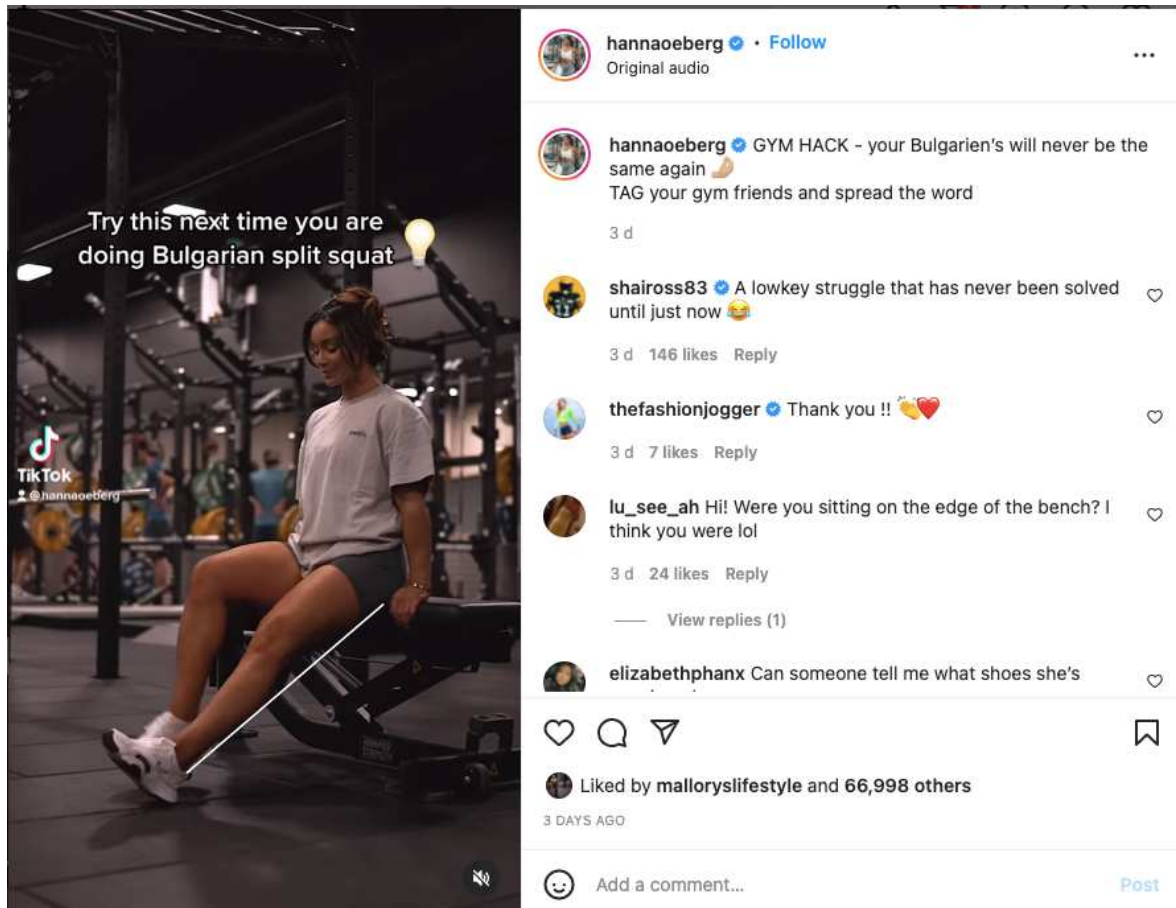 Try this next time you are
doing Bulgarian split squat 💡
TikTok
@hannaoeberg
hannaoeberg • Follow
Original audio
hannaoeberg GYM HACK - your Bulgarien's will never be the
same again 🤌🏼
TAG your gym friends and spread the word
3 d
shaiross83 A lowkey struggle that has never been solved
until just now 😂
3 d 146 likes Reply
thefashionjogger Thank you !! 👏❤️
3 d 7 likes Reply
lu_see_ah Hi! Were you sitting on the edge of the bench? I
think you were lol
3 d 24 likes Reply
View replies (1)
elizabethphanx Can someone tell me what shoes she's
Liked by malloryslifestyle and 66,998 others
3 DAYS AGO
Add a comment...
Post